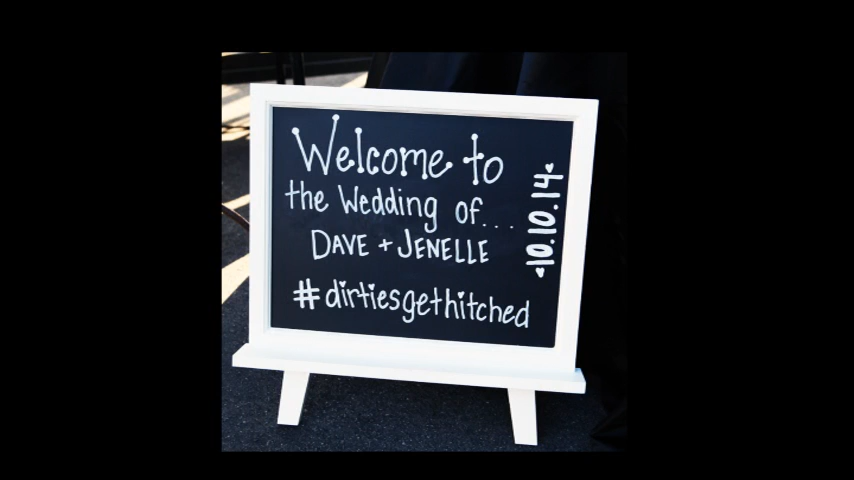 Welcome to
the Wedding of...
DAVE + JENELLE
#dirtiesgethitched
10.10.14